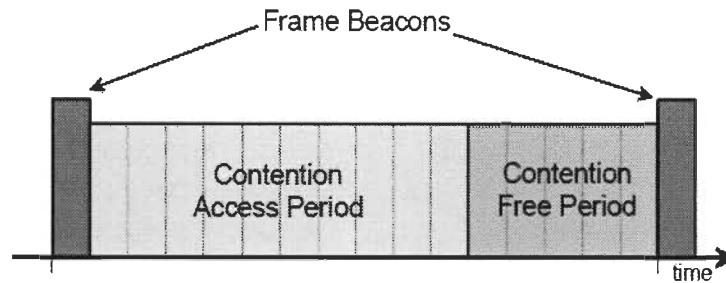 Frame Beacons
Contention
Access Period
Contention
Free Period
time